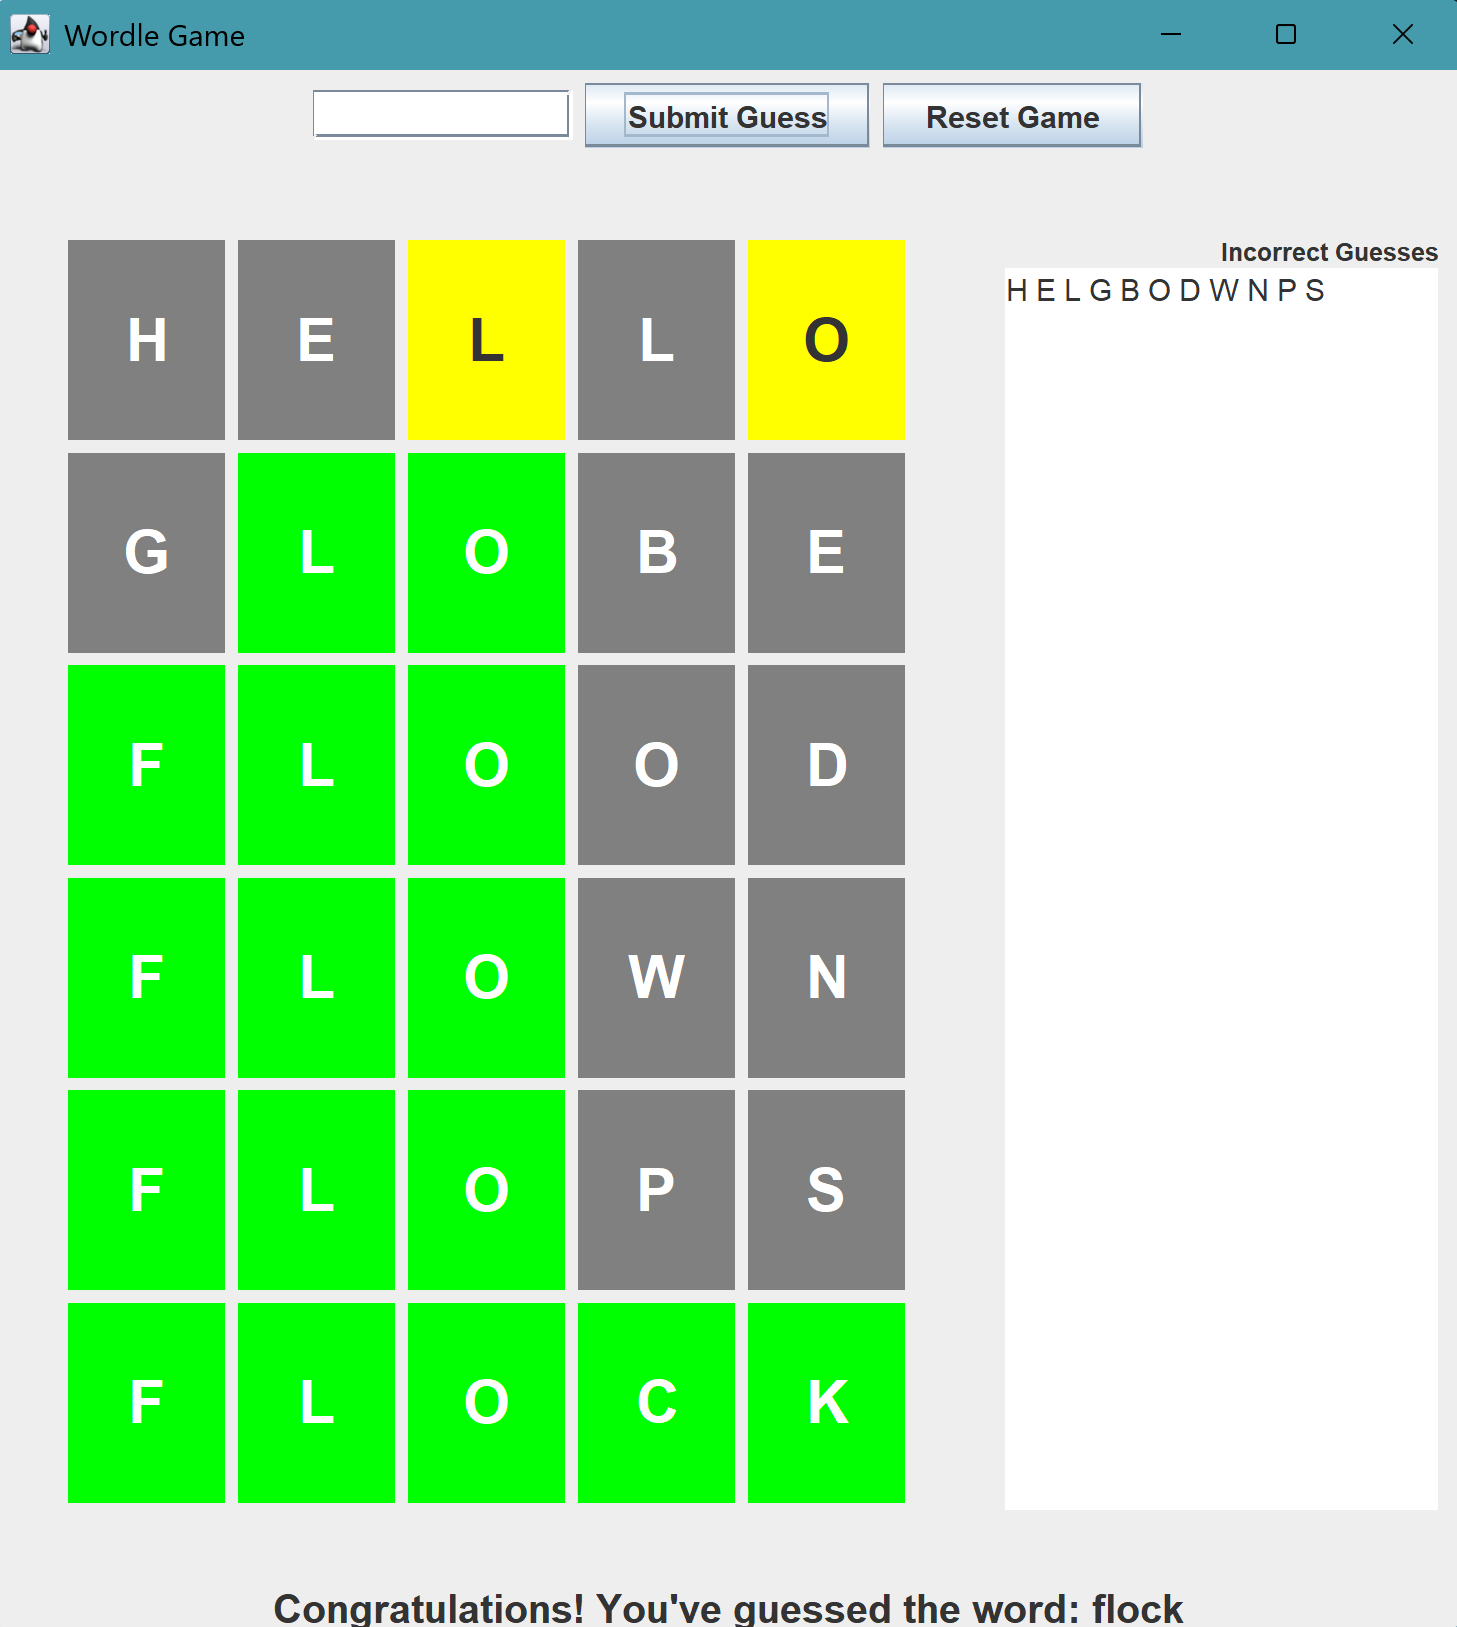 Wordle Game
Submit Guess Reset Game
Incorrect Guesses
H E L G B O D W N P S
H E L L O
G L O B E
F L O O D
F L O W N
F L O P S
F L O C K
Congratulations! You've guessed the word: flock